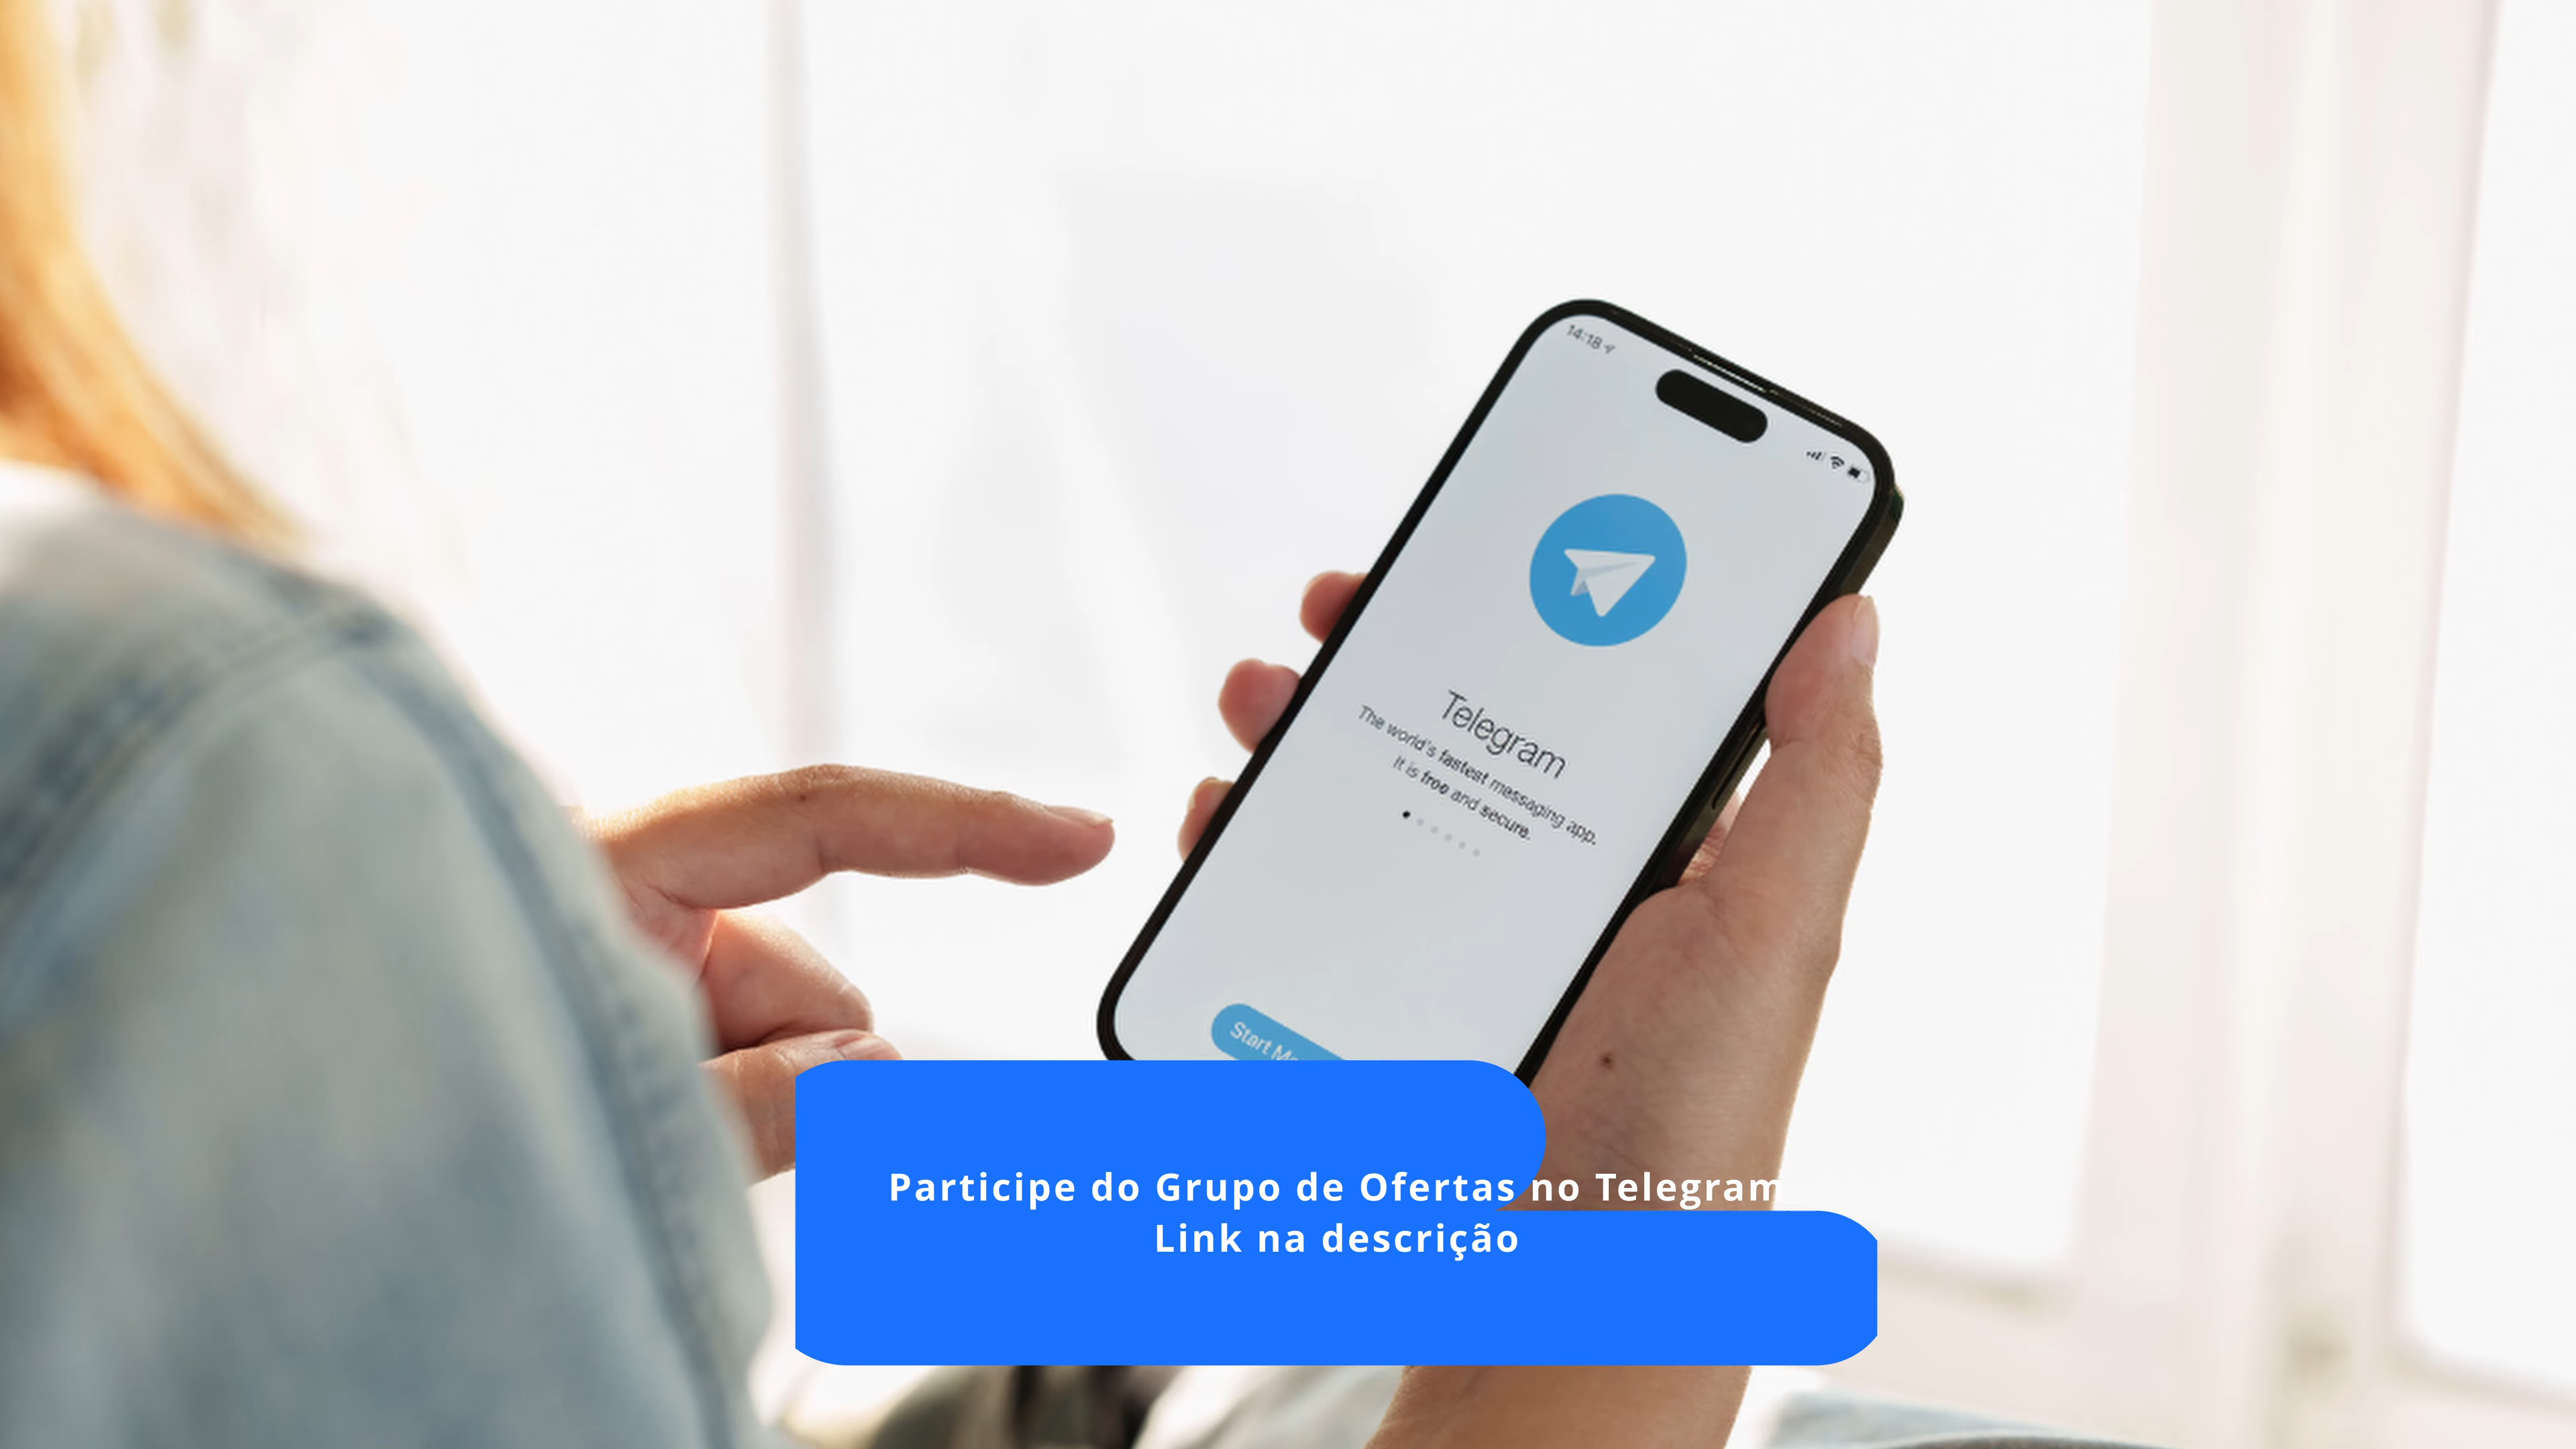 14:18
Telegram
The world's fastest messaging app.
It is free and secure.
Start M
Participe do Grupo de Ofertas no Telegram
Link na descrição